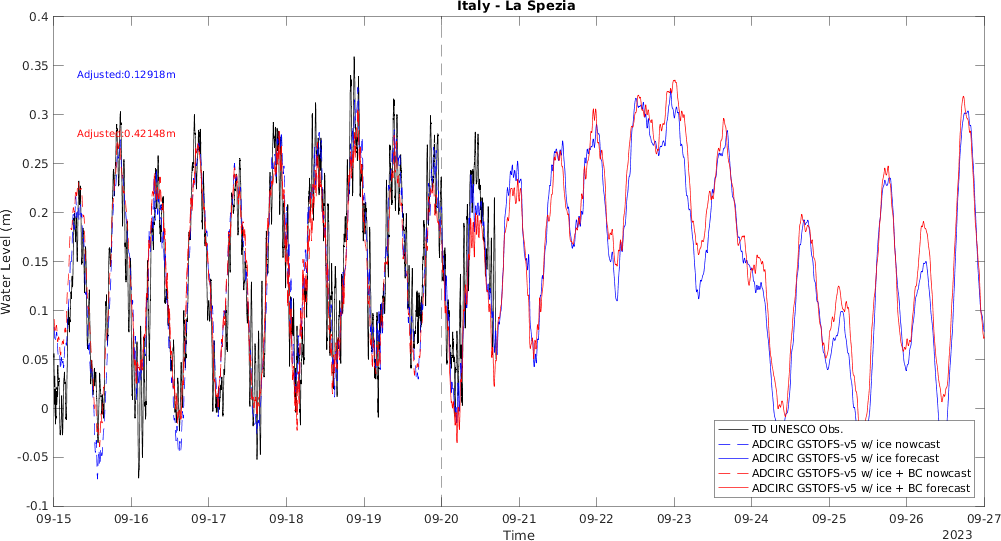 Italy - La Spezia
0.4
0.35
0.3
0.25
0.2
0.15
0.1
0.05
0
-0.05
-0.1
Water Level (m)
Adjusted:0.12918m
Adjusted:0.42148m
TD UNESCO Obs.
ADCIRC GSTOFS-v5 w/ ice nowcast
ADCIRC GSTOFS-v5 w/ ice forecast
ADCIRC GSTOFS-v5 w/ ice + BC nowcast
ADCIRC GSTOFS-v5 w/ ice + BC forecast
09-15 09-16 09-17 09-18 09-19 09-20 09-21 09-22 09-23 09-24 09-25 09-26 09-27
Time
2023